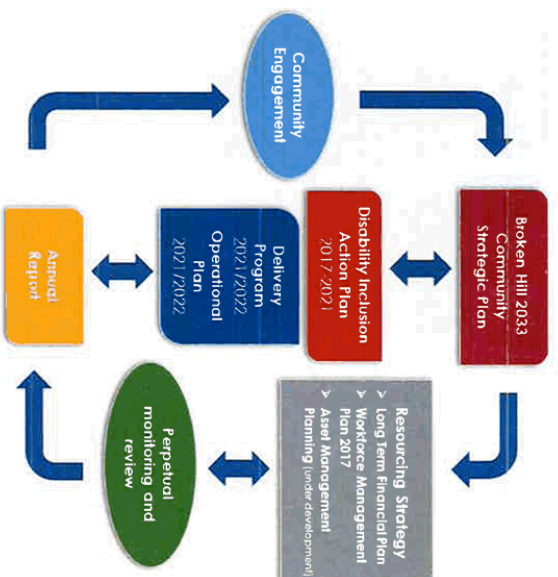 Broken Hill 2033
Community
Strategic Plan
Disability Inclusion
Action Plan
2017-2021
Delivery
Program
2021/2022
Operational
Plan
2021/2022
Annual
Report
Community
Engagement
Resourcing Strategy
➢ Long Term Financial Plan
➢ Workforce Management
Plan 2017
➢ Asset Management
Planning (under development)
Perpetual
monitoring and
review